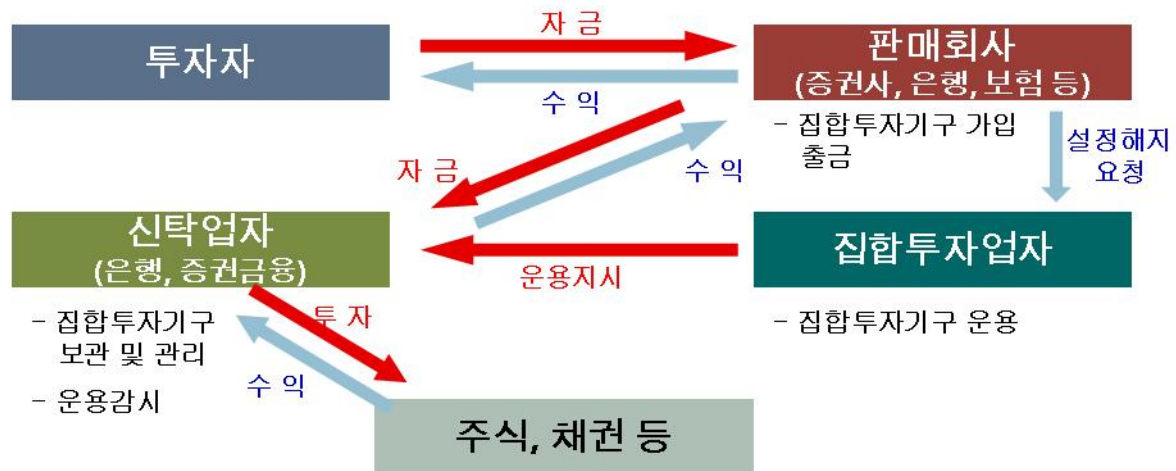 자 금
투자자
판매회사
(증권사, 은행, 보험 등)
수 익
- 집합투자기구 가입
출금
설정해지
요청
자 금
수 익
신탁업자
(은행, 증권금융)
집합투자업자
운용지시
- 집합투자기구
보관 및 관리
- 운용감시
투 자
수 익
- 집합투자기구 운용
주식, 채권 등